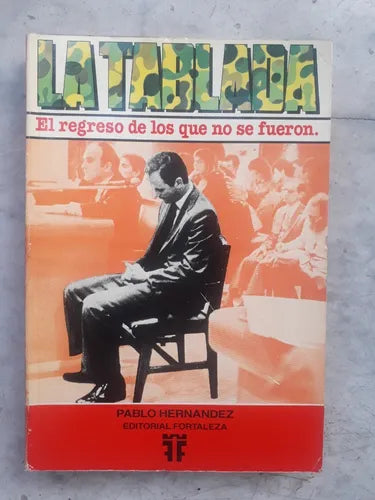 LA TABLADA
El regreso de los que no se fueron.
PABLO HERNANDEZ
EDITORIAL FORTALEZA